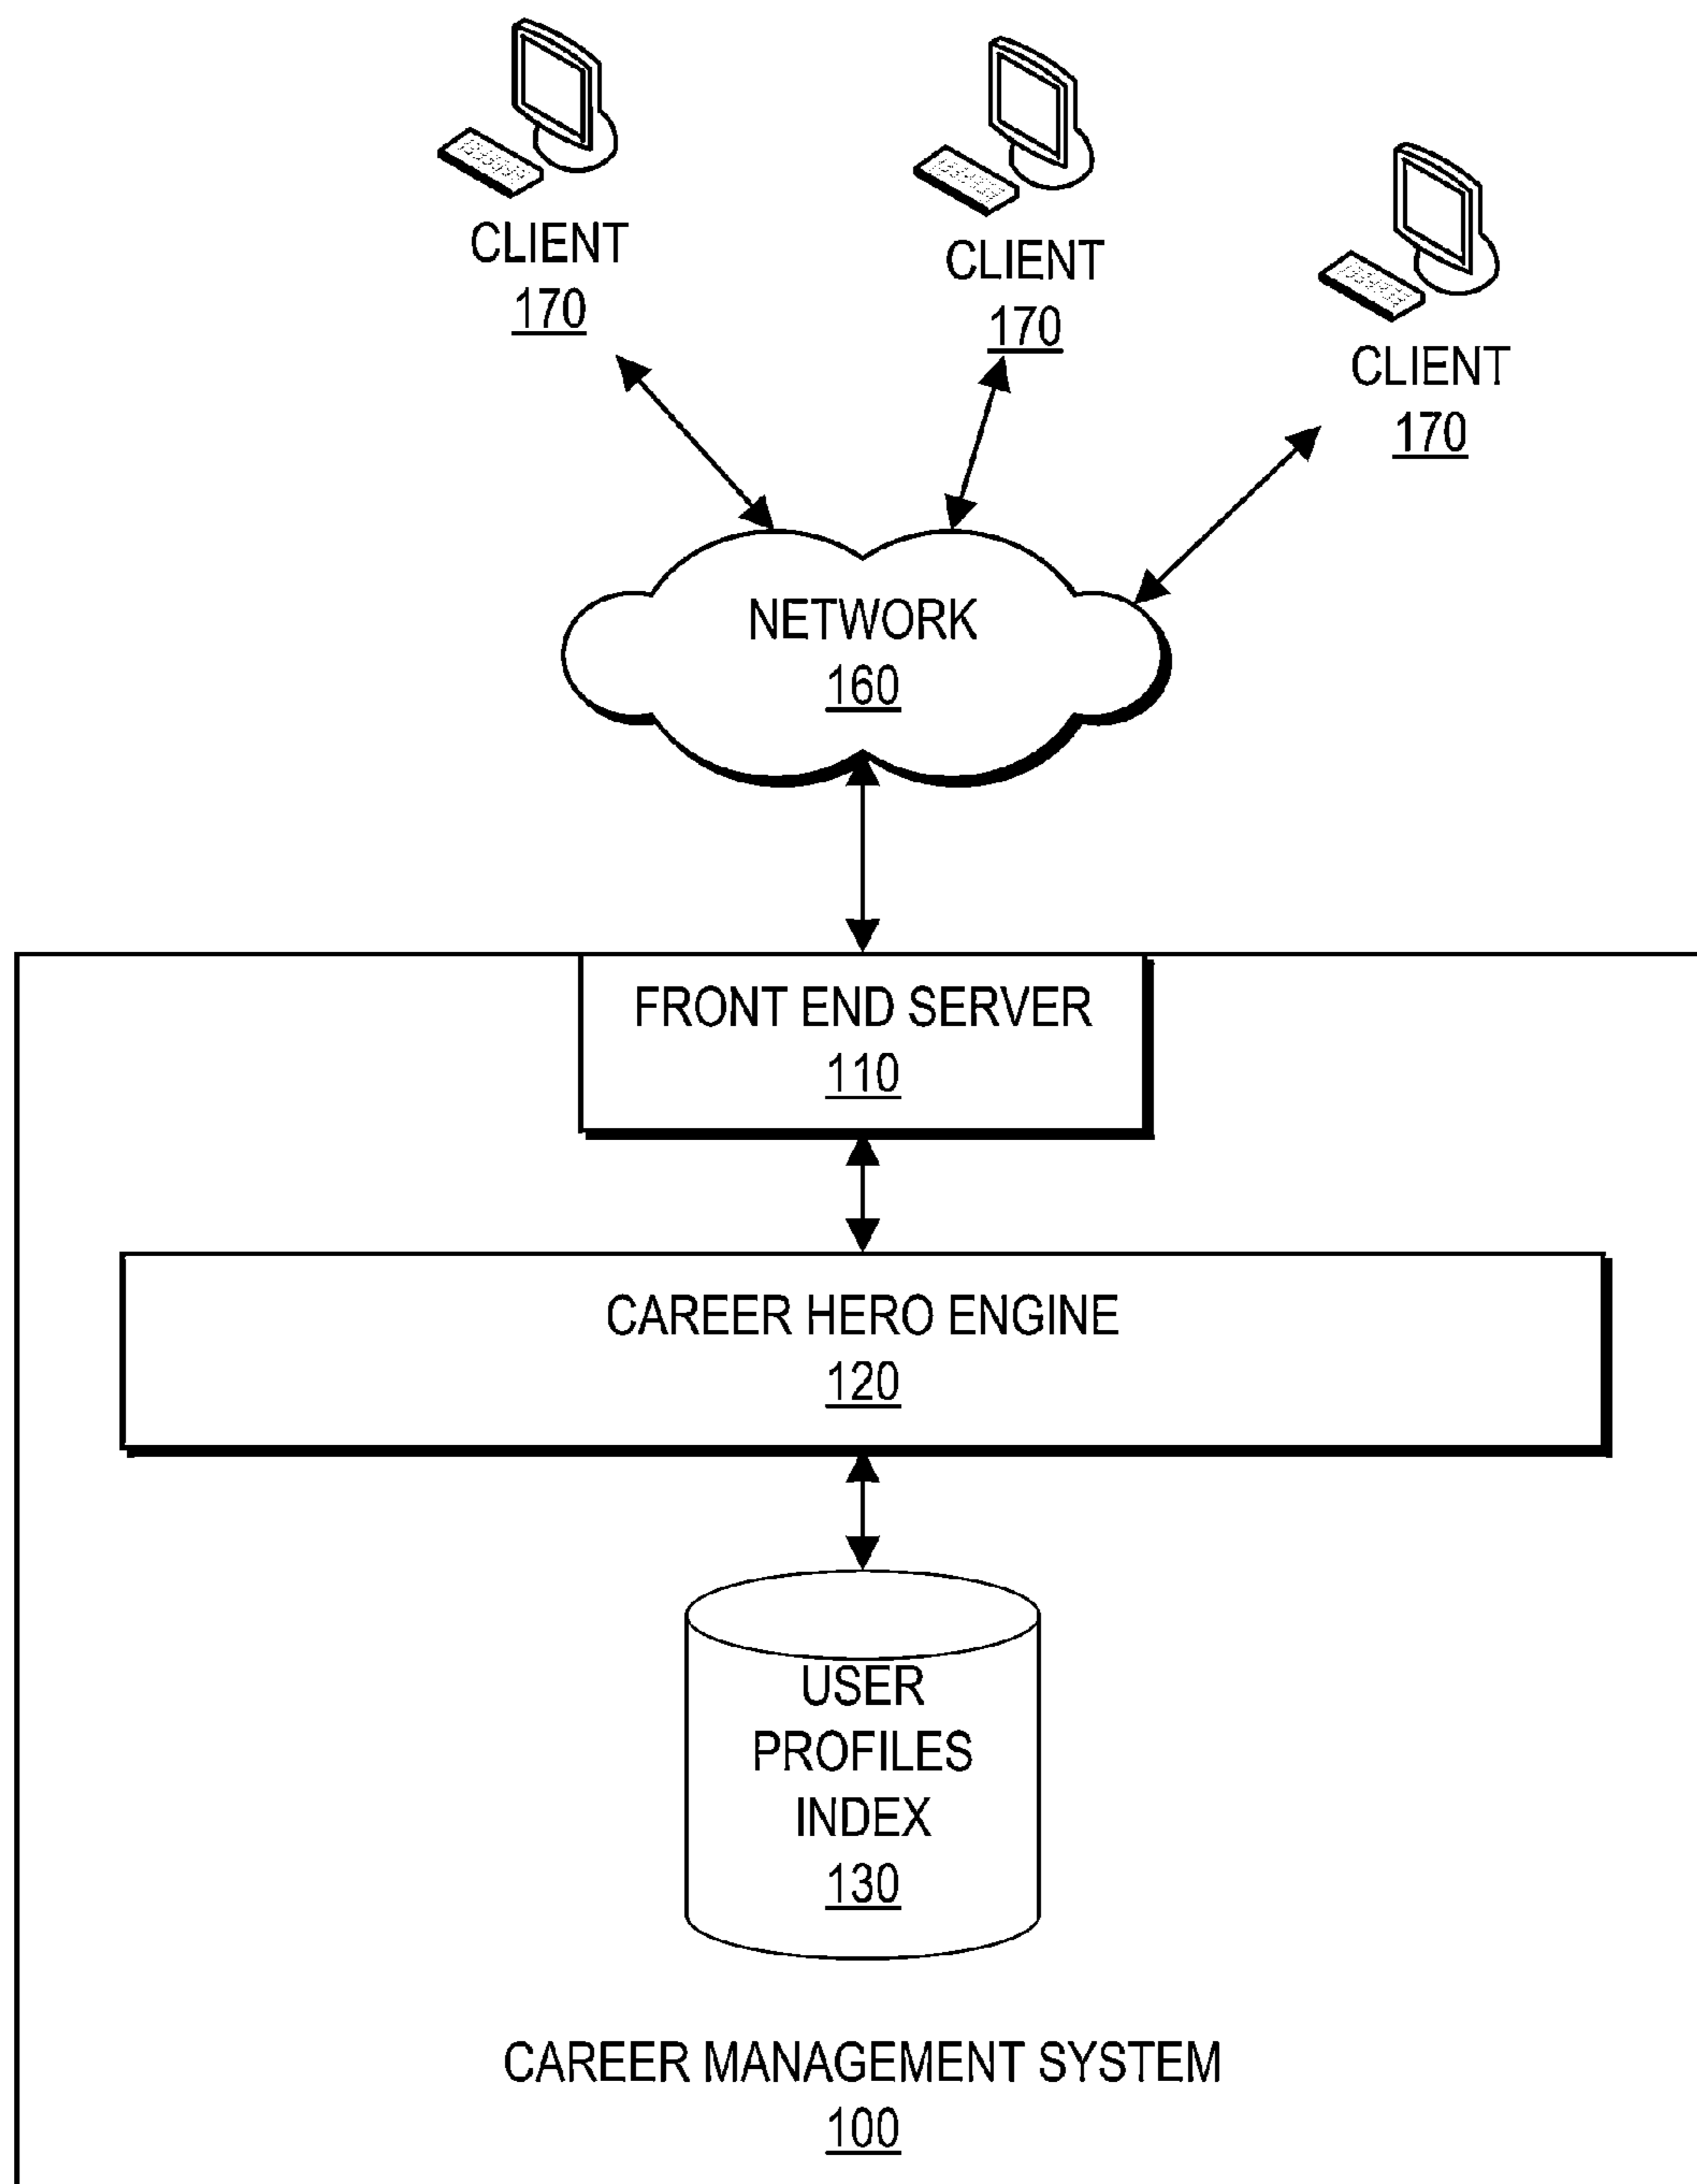 CLIENT
170
CLIENT
170
CLIENT
170
NETWORK
160
FRONT END SERVER
110
CAREER HERO ENGINE
120
USER
PROFILES
INDEX
130
CAREER MANAGEMENT SYSTEM
100